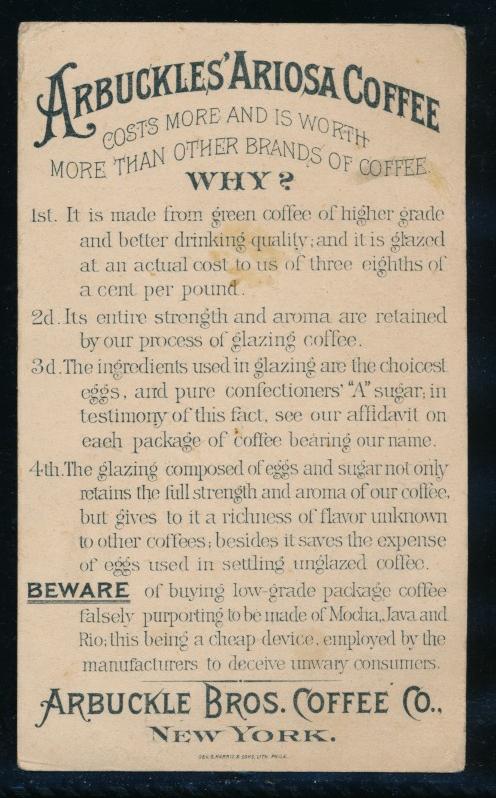 ARBUCKLES' ARIOSA COFFEE
COSTS MORE AND IS WORTH
MORE THAN OTHER BRANDS OF COFFEE.
WHY?
1st. It is made from green coffee of higher grade
and better drinking quality; and it is glazed
at an actual cost to us of three eighths of
a cent per pound.
2d. Its entire strength and aroma are retained
by our process of glazing coffee.
3d. The ingredients used in glazing are the choicest
eggs, and pure confectioners' "A" sugar; in
testimony of this fact, see our affidavit on
each package of coffee bearing our name.
4th. The glazing composed of eggs and sugar not only
retains the full strength and aroma of our coffee,
but gives to it a richness of flavor unknown
to other coffees; besides it saves the expense
of eggs used in settling unglazed coffee.
BEWARE of buying low-grade package coffee
falsely purporting to be made of Mocha, Java and
Rio; this being a cheap device, employed by the
manufacturers to deceive unwary consumers.
ARBUCKLE BROS. COFFEE CO.,
NEW YORK.
GEO. S. HARRIS & SONS, LITH. PHILA.